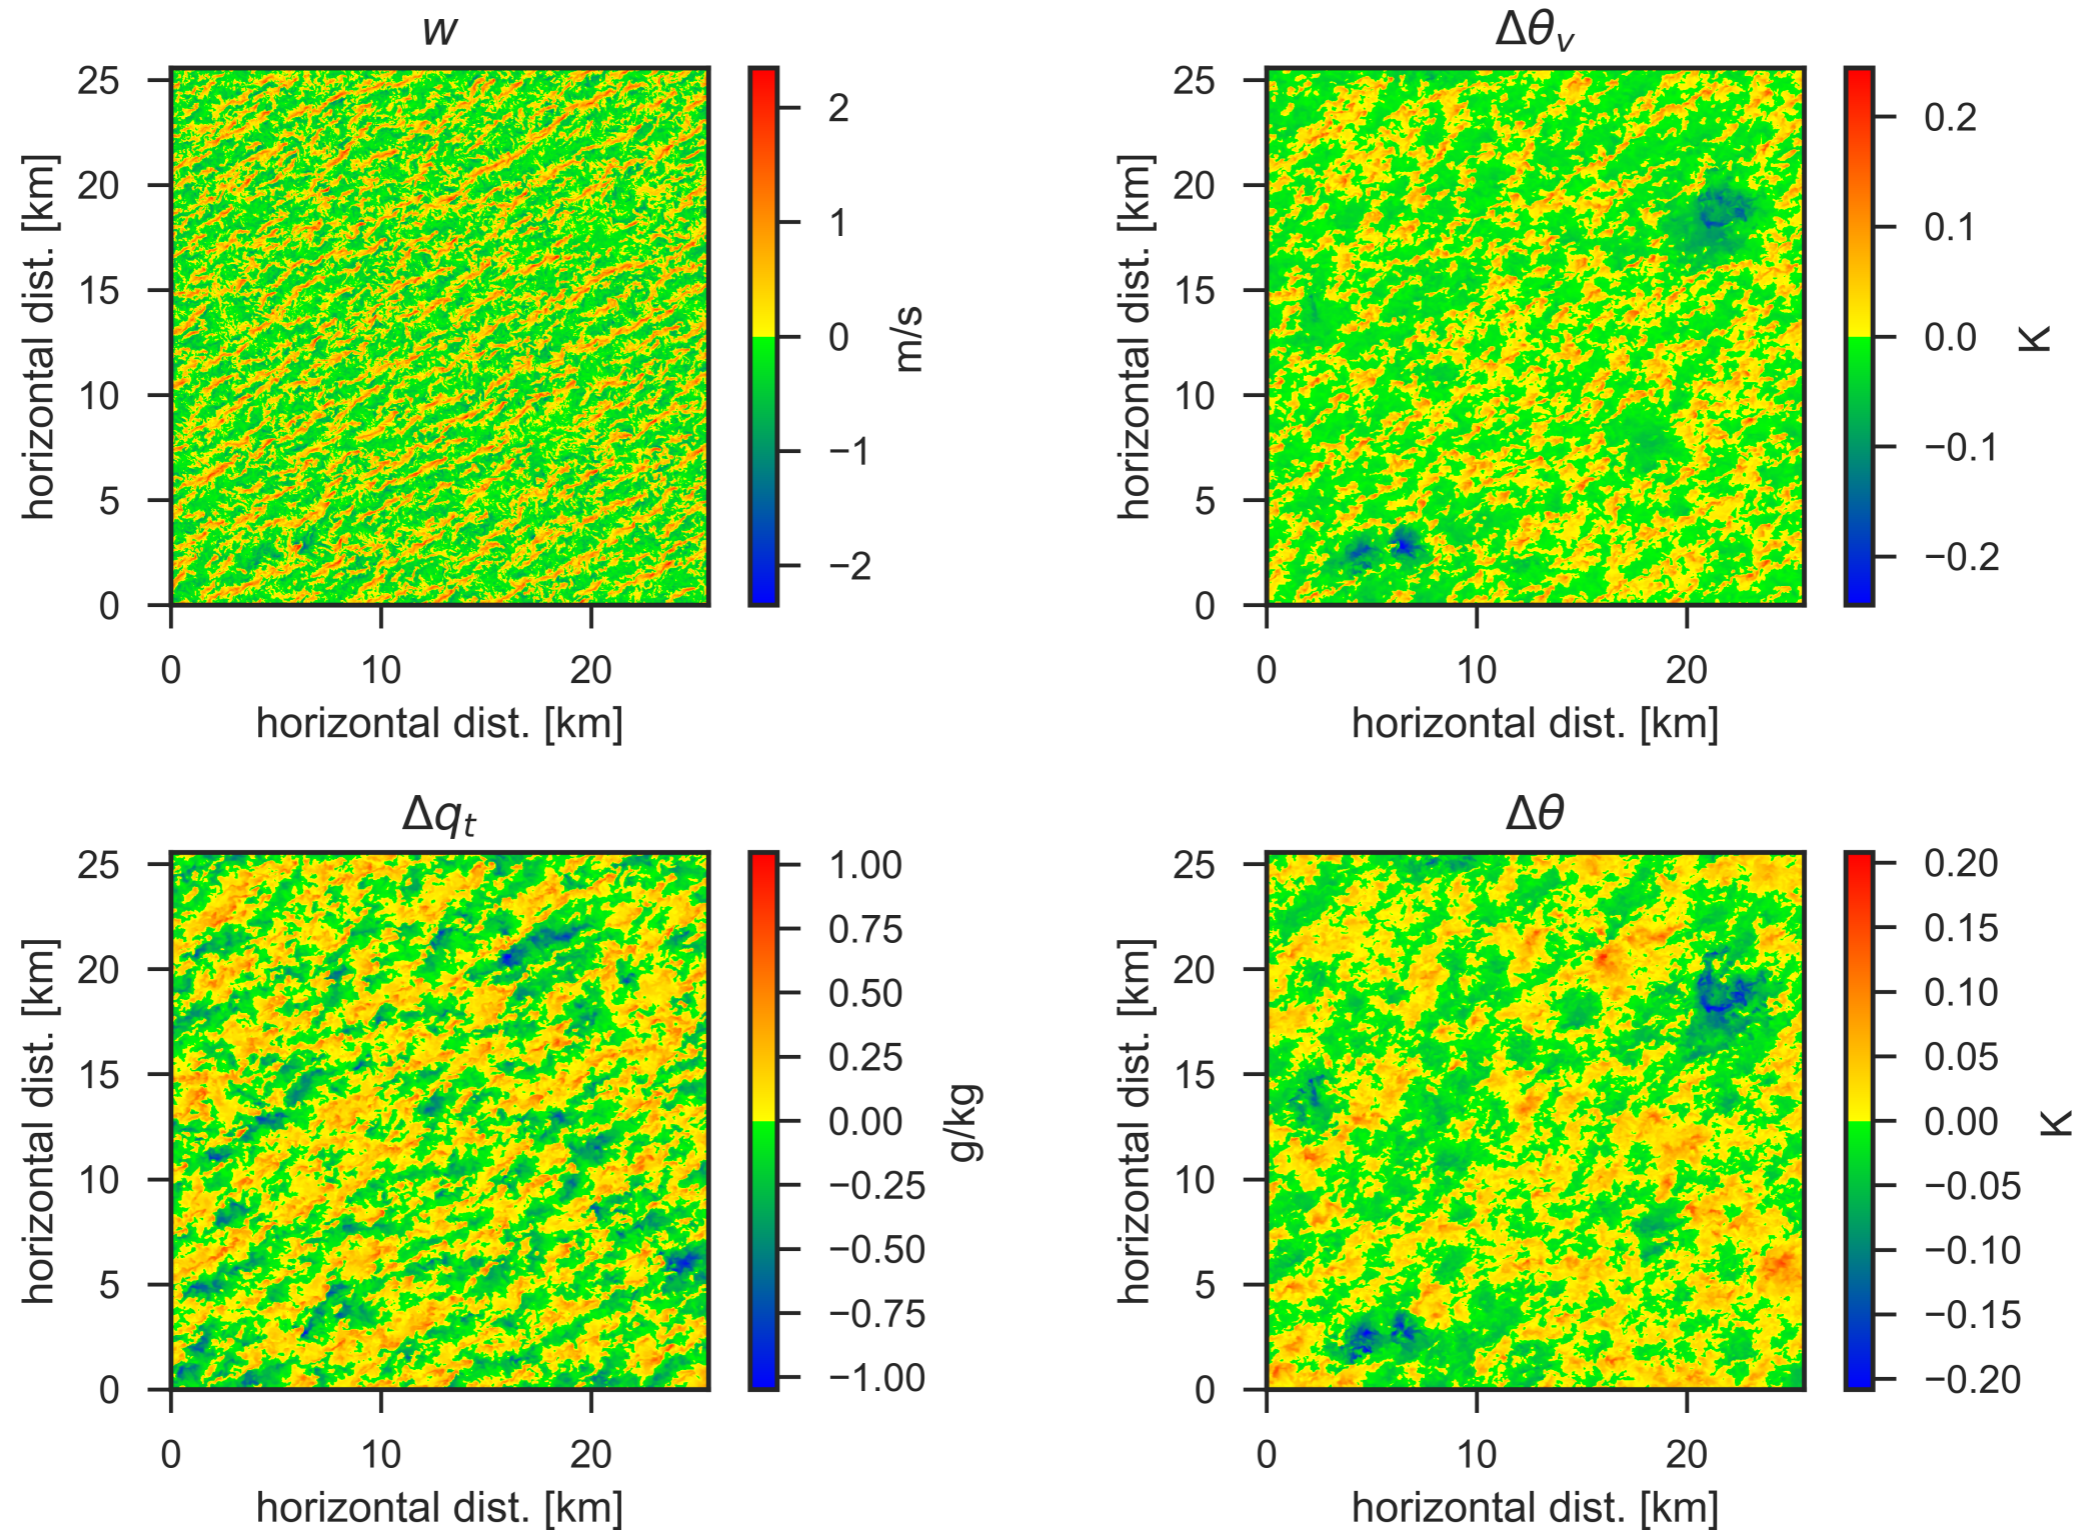 w
25
20
15
10
5
0
0 10 20
horizontal dist. [km]
horizontal dist. [km]
2
1
0
−1
−2
m/s
Δθv
25
20
15
10
5
0
0 10 20
horizontal dist. [km]
horizontal dist. [km]
0.2
0.1
0.0
−0.1
−0.2
K
Δqt
25
20
15
10
5
0
0 10 20
horizontal dist. [km]
horizontal dist. [km]
1.00
0.75
0.50
0.25
0.00
−0.25
−0.50
−0.75
−1.00
g/kg
Δθ
25
20
15
10
5
0
0 10 20
horizontal dist. [km]
horizontal dist. [km]
0.20
0.15
0.10
0.05
0.00
−0.05
−0.10
−0.15
−0.20
K